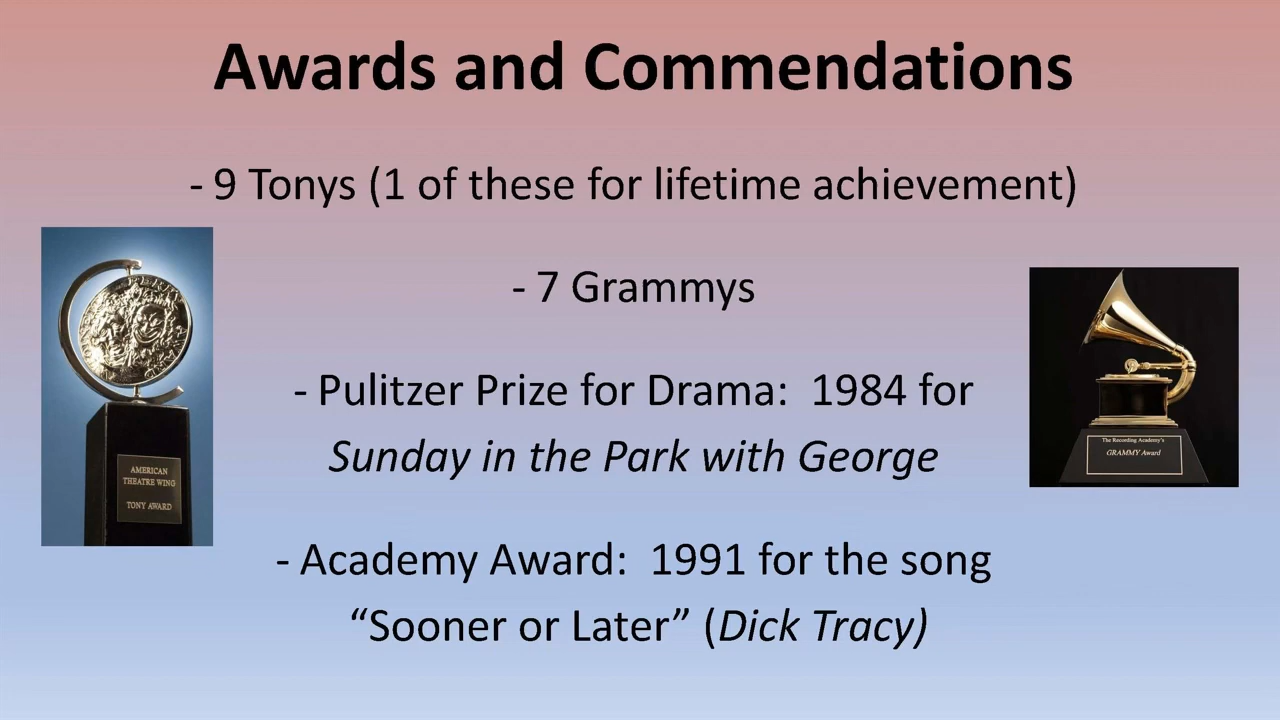 Awards and Commendations
- 9 Tonys (1 of these for lifetime achievement)
- 7 Grammys
- Pulitzer Prize for Drama:  1984 for
Sunday in the Park with George
- Academy Award:  1991 for the song
“Sooner or Later” (Dick Tracy)
AMERICAN
THEATRE WING
TONY AWARD
The Recording Academy's
GRAMMY Award